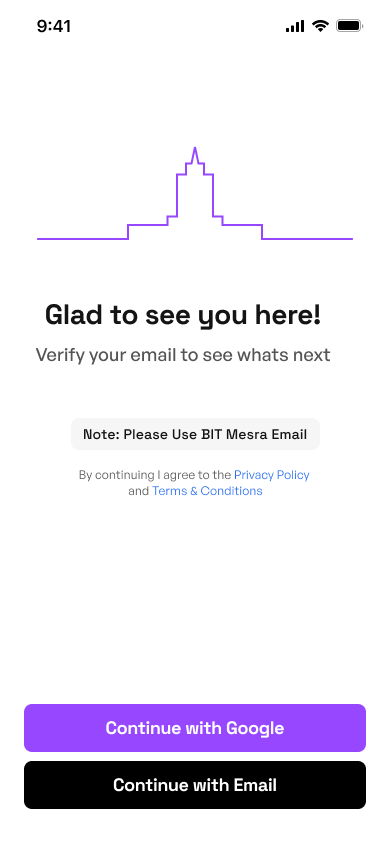 9:41
Glad to see you here!
Verify your email to see whats next
Note: Please Use BIT Mesra Email
By continuing I agree to the Privacy Policy
and Terms & Conditions
Continue with Google
Continue with Email